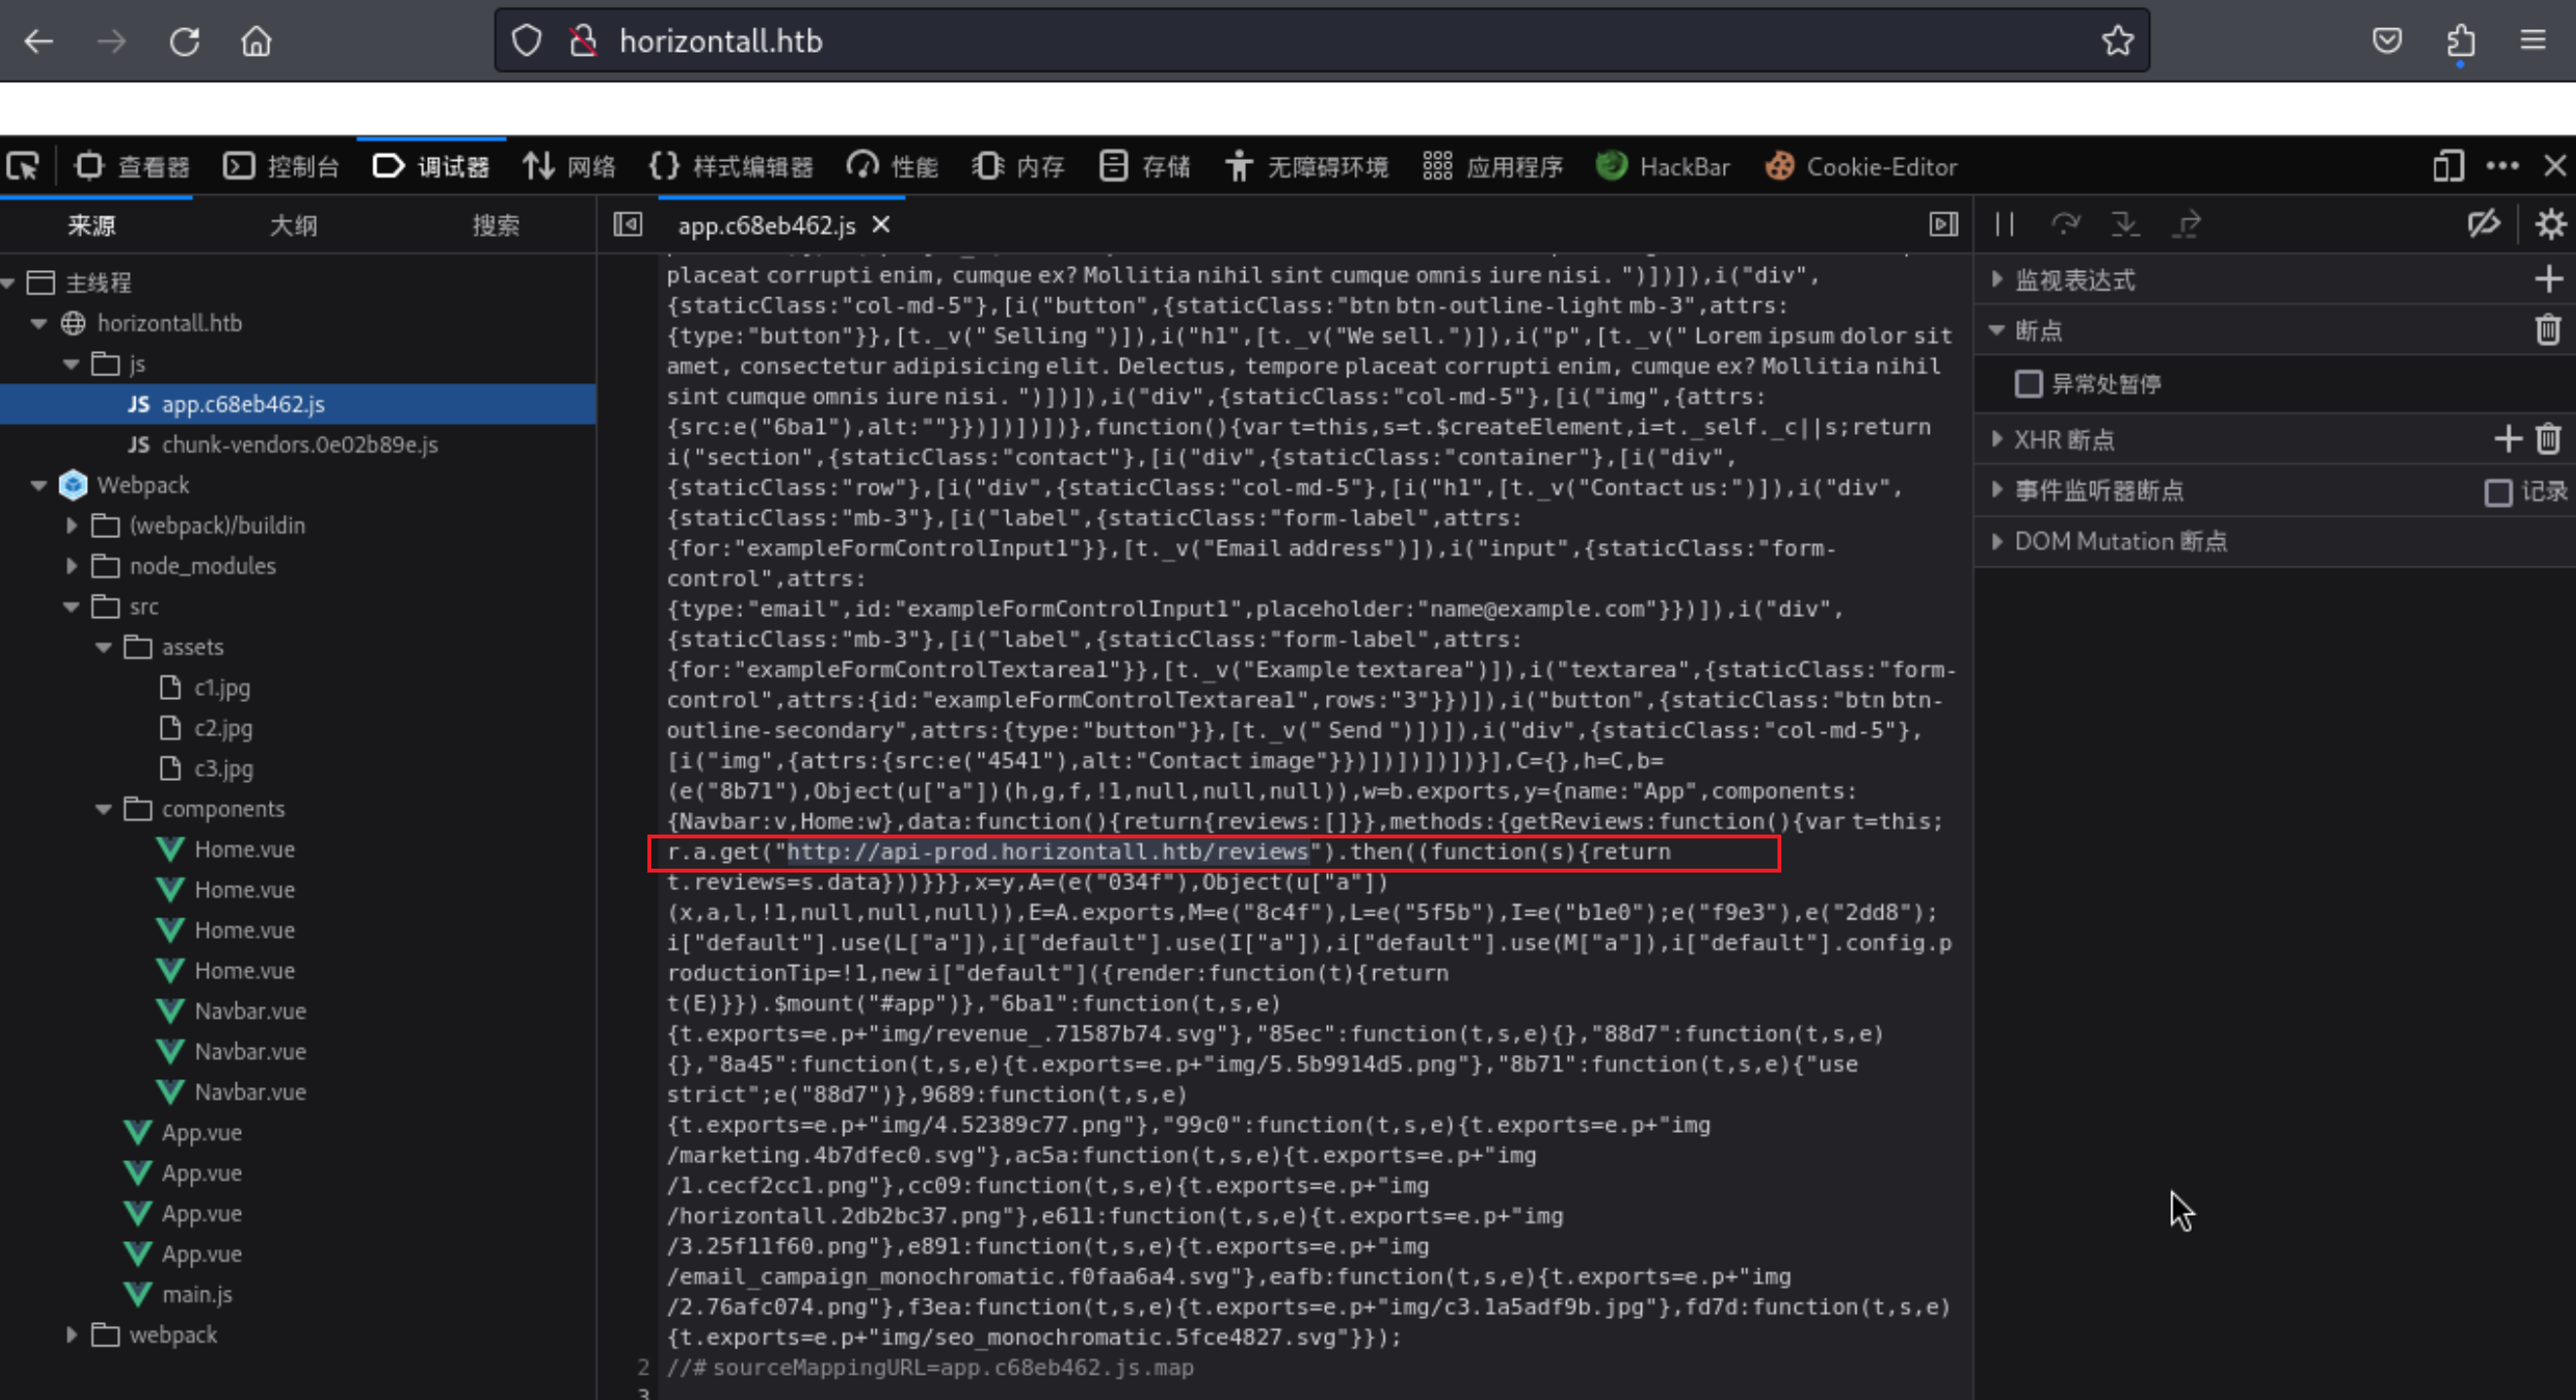 horizontall.htb
查看器 控制台 调试器 网络 样式编辑器 性能 内存 存储 无障碍环境 应用程序 HackBar Cookie-Editor
来源 大纲 搜索
主线程
horizontall.htb
js
JS app.c68eb462.js
JS chunk-vendors.0e02b89e.js
Webpack
(webpack)/buildin
node_modules
src
assets
c1.jpg
c2.jpg
c3.jpg
components
Home.vue
Home.vue
Home.vue
Home.vue
Navbar.vue
Navbar.vue
Navbar.vue
App.vue
App.vue
App.vue
App.vue
main.js
webpack
app.c68eb462.js
placeat corrupti enim, cumque ex? Mollitia nihil sint cumque omnis iure nisi. ")])]),i("div",
{staticClass:"col-md-5"},[i("button",{staticClass:"btn btn-outline-light mb-3",attrs:
{type:"button"}},[t._v(" Selling ")]),i("h1",[t._v("We sell.")]),i("p",[t._v(" Lorem ipsum dolor sit
amet, consectetur adipisicing elit. Delectus, tempore placeat corrupti enim, cumque ex? Mollitia nihil
sint cumque omnis iure nisi. ")])]),i("div",{staticClass:"col-md-5"},[i("img",{attrs:
{src:e("6ba1"),alt:""}})])])])},function(){var t=this,s=t.$createElement,i=t._self._c||s;return
i("section",{staticClass:"contact"},[i("div",{staticClass:"container"},[i("div",
{staticClass:"row"},[i("div",{staticClass:"col-md-5"},[i("h1",[t._v("Contact us:")]),i("div",
{staticClass:"mb-3"},[i("label",{staticClass:"form-label",attrs:
{for:"exampleFormControlInput1"}},[t._v("Email address")]),i("input",{staticClass:"form-
control",attrs:
{type:"email",id:"exampleFormControlInput1",placeholder:"name@example.com"}})]),i("div",
{staticClass:"mb-3"},[i("label",{staticClass:"form-label",attrs:
{for:"exampleFormControlTextarea1"}},[t._v("Example textarea")]),i("textarea",{staticClass:"form-
control",attrs:{id:"exampleFormControlTextarea1",rows:"3"}})]),i("button",{staticClass:"btn btn-
outline-secondary",attrs:{type:"button"}},[t._v(" Send ")])]),i("div",{staticClass:"col-md-5"},
[i("img",{attrs:{src:e("4541"),alt:"Contact image"}})])])])])}],C={},h=C,b=
(e("8b71"),Object(u["a"])(h,g,f,!1,null,null,null)),w=b.exports,y={name:"App",components:
{Navbar:v,Home:w},data:function(){return{reviews:[]}},methods:{getReviews:function(){var t=this;
r.a.get("http://api-prod.horizontall.htb/reviews").then((function(s){return
t.reviews=s.data}))}}},x=y,A=(e("034f"),Object(u["a"])
(x,a,l,!1,null,null,null)),E=A.exports,M=e("8c4f"),L=e("5f5b"),I=e("b1e0");e("f9e3"),e("2dd8");
i["default"].use(L["a"]),i["default"].use(I["a"]),i["default"].use(M["a"]),i["default"].config.p
roductionTip=!1,new i["default"]({render:function(t){return
t(E)}}).$mount("#app")},"6ba1":function(t,s,e)
{t.exports=e.p+"img/revenue_.71587b74.svg"},"85ec":function(t,s,e){},"88d7":function(t,s,e)
{},"8a45":function(t,s,e){t.exports=e.p+"img/5.5b9914d5.png"},"8b71":function(t,s,e){"use
strict";e("88d7")},9689:function(t,s,e)
{t.exports=e.p+"img/4.52389c77.png"},"99c0":function(t,s,e){t.exports=e.p+"img
/marketing.4b7dfec0.svg"},ac5a:function(t,s,e){t.exports=e.p+"img
/1.cecf2cc1.png"},cc09:function(t,s,e){t.exports=e.p+"img
/horizontall.2db2bc37.png"},e611:function(t,s,e){t.exports=e.p+"img
/3.25f11f60.png"},e891:function(t,s,e){t.exports=e.p+"img
/email_campaign_monochromatic.f0faa6a4.svg"},eafb:function(t,s,e){t.exports=e.p+"img
/2.76afc074.png"},f3ea:function(t,s,e){t.exports=e.p+"img/c3.1a5adf9b.jpg"},fd7d:function(t,s,e)
{t.exports=e.p+"img/seo_monochromatic.5fce4827.svg"}});
2 //# sourceMappingURL=app.c68eb462.js.map
3
监视表达式
断点
异常处暂停
XHR 断点
事件监听器断点 记录
DOM Mutation 断点